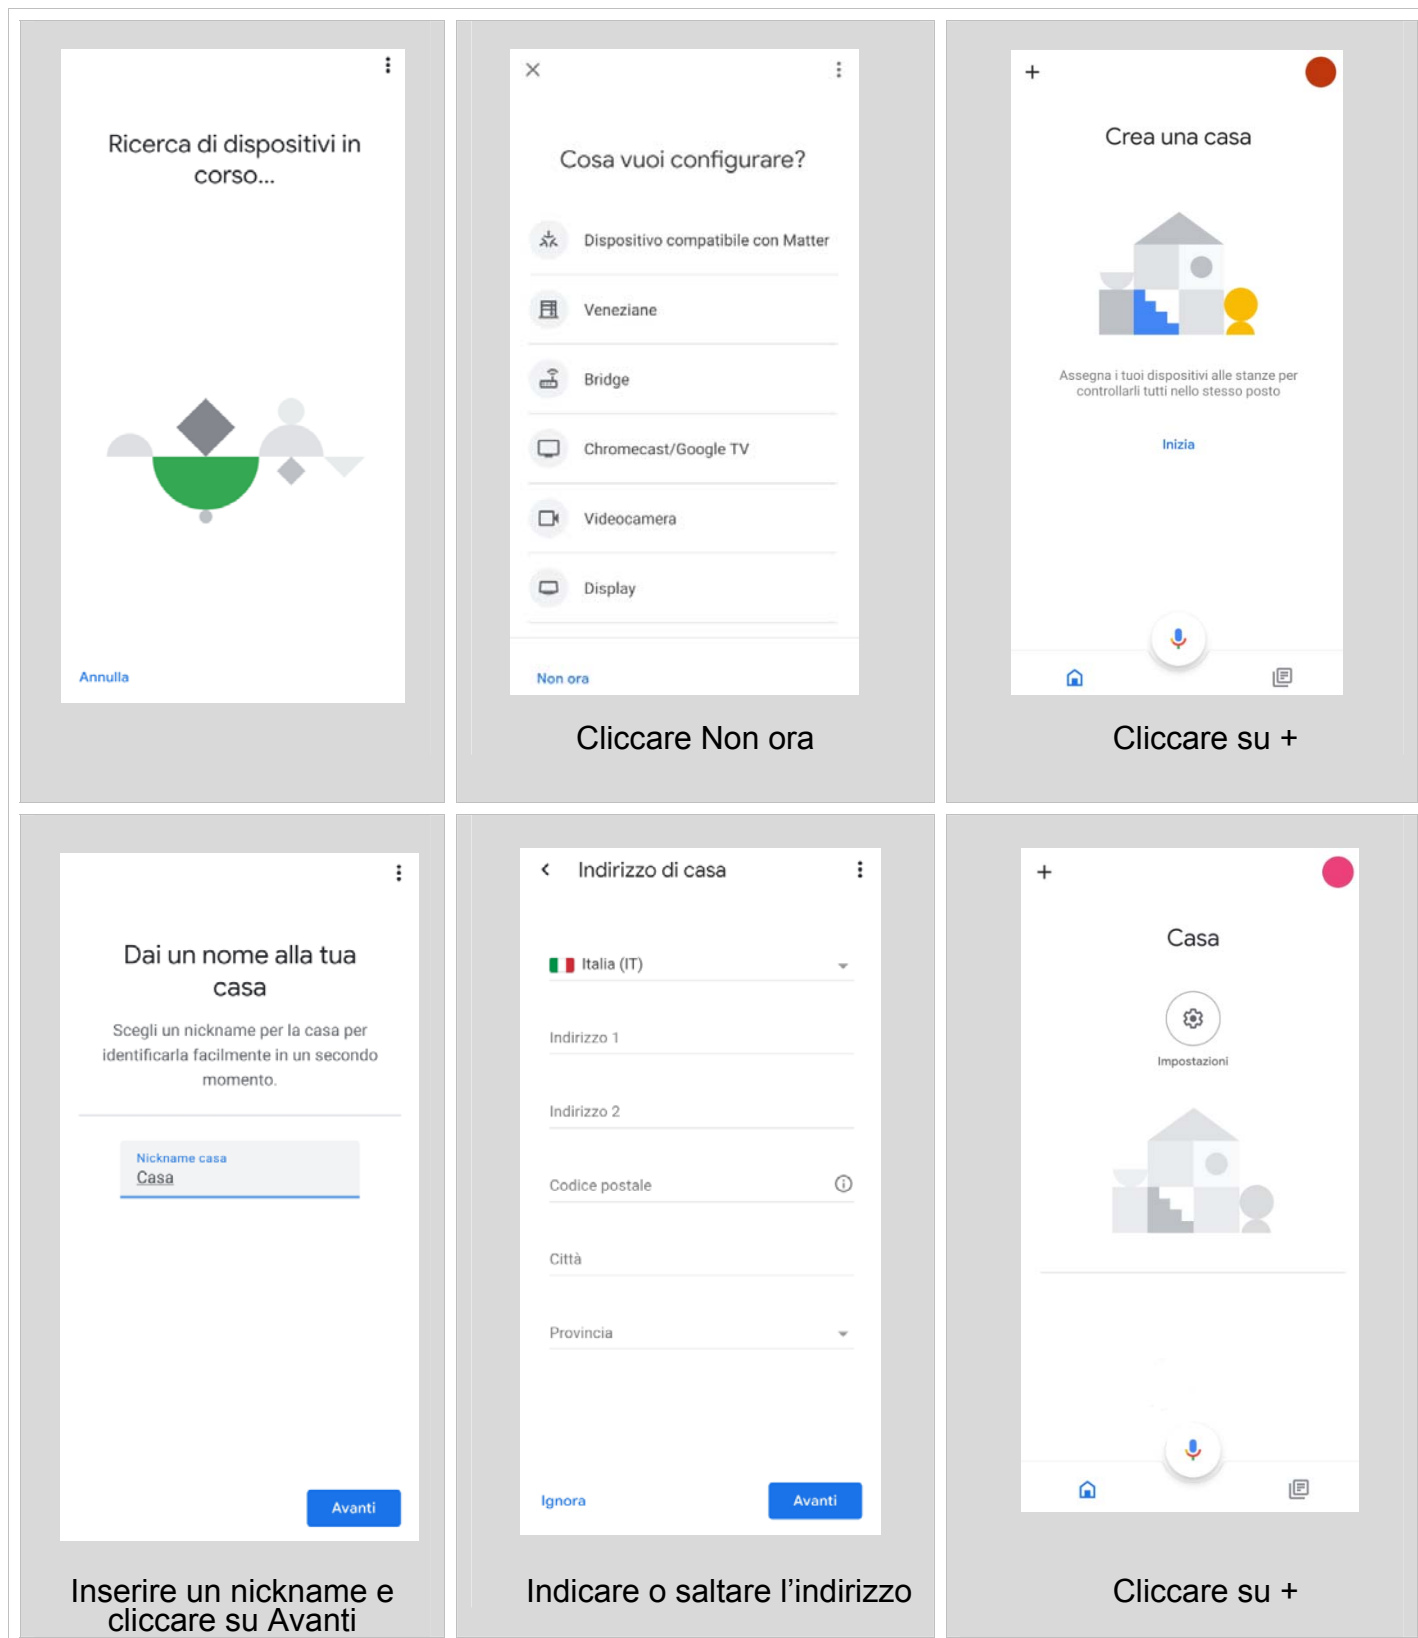 Ricerca di dispositivi in
corso...
Annulla
Cosa vuoi configurare?
Dispositivo compatibile con Matter
Veneziane
Bridge
Chromecast/Google TV
Videocamera
Display
Non ora
Cliccare Non ora
+
Crea una casa
Assegna i tuoi dispositivi alle stanze per
controllarli tutti nello stesso posto
Inizia
Cliccare su +
Dai un nome alla tua
casa
Scegli un nickname per la casa per
identificarla facilmente in un secondo
momento.
Nickname casa
Casa
Avanti
Inserire un nickname e
cliccare su Avanti
Indirizzo di casa
Italia (IT)
Indirizzo 1
Indirizzo 2
Codice postale
Città
Provincia
Ignora
Avanti
Indicare o saltare l’indirizzo
+
Casa
Impostazioni
Cliccare su +